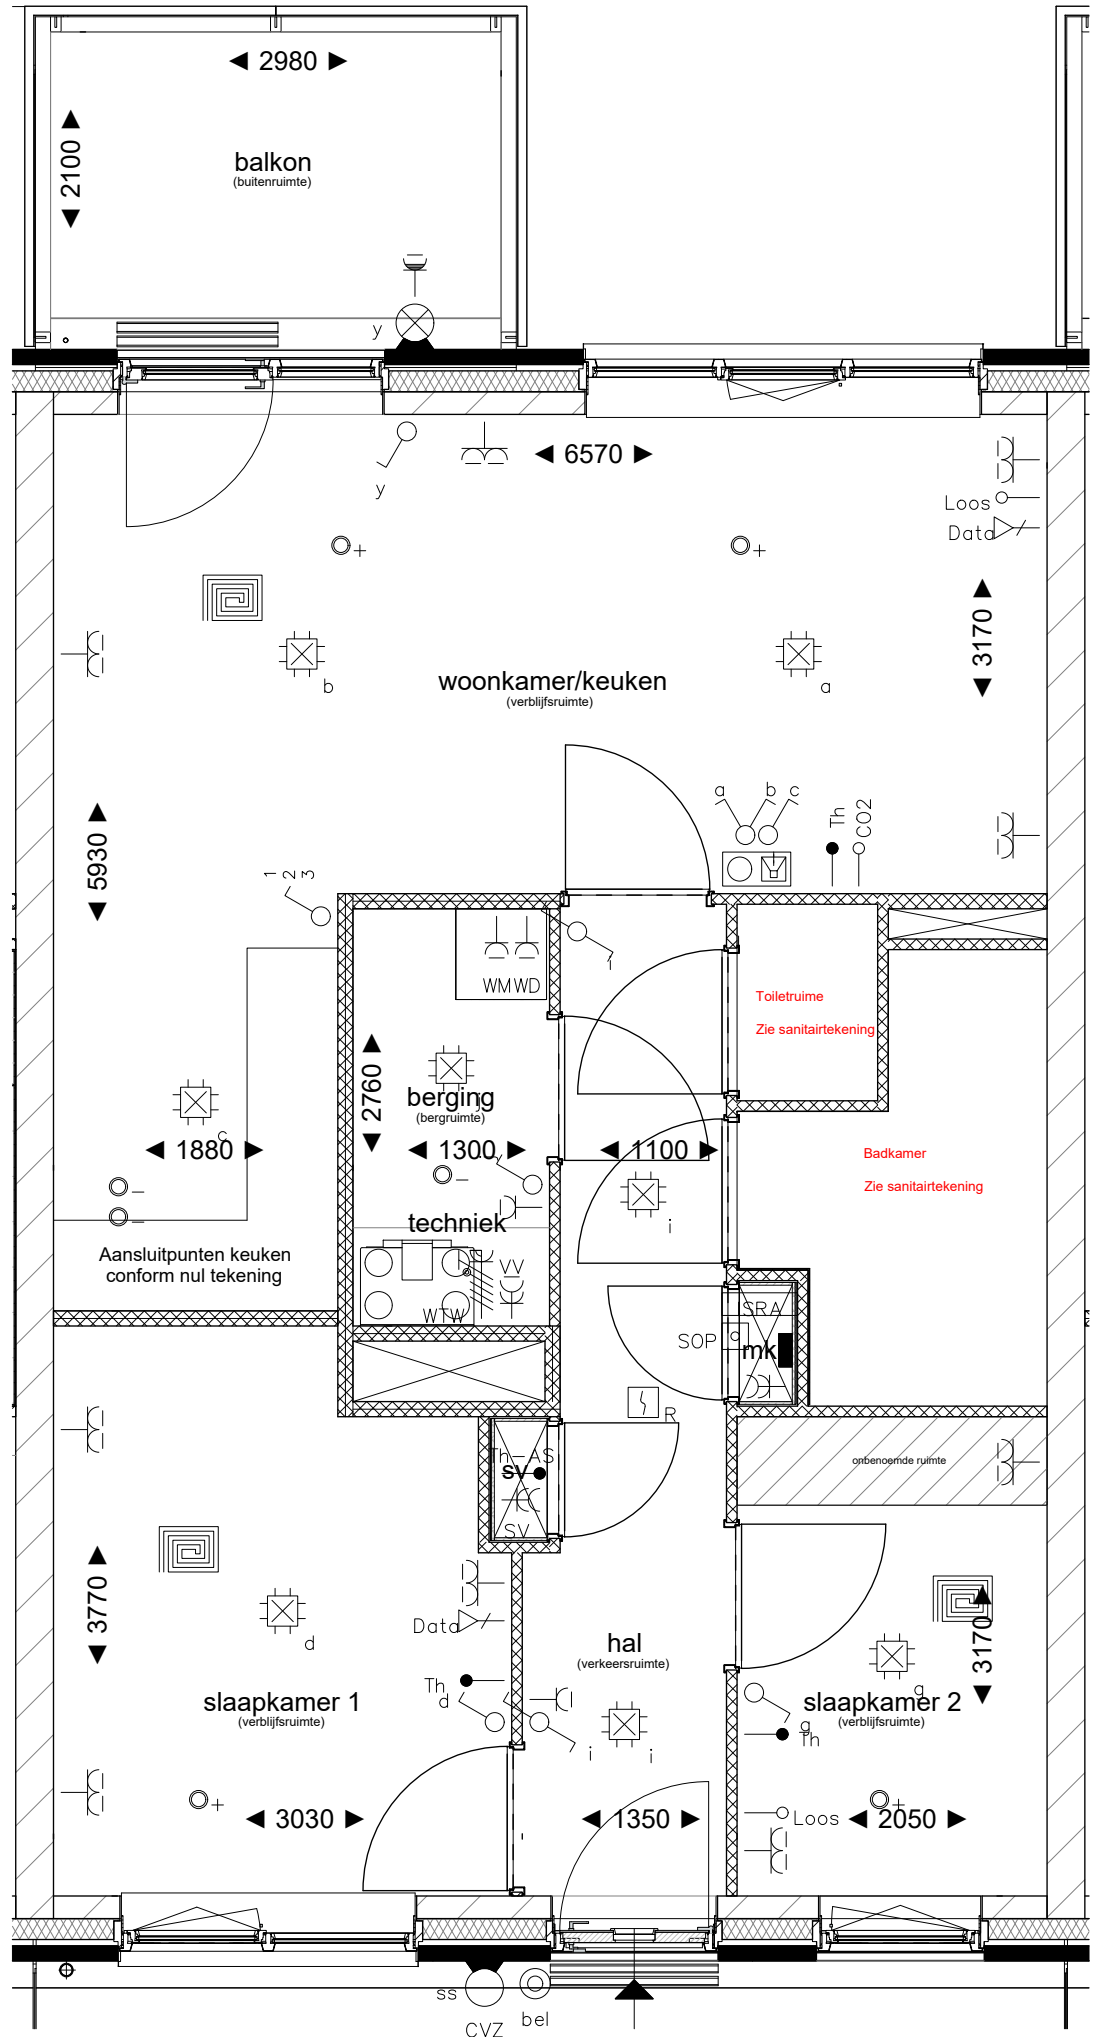 ◄ 2980 ►
◄ 2100 ►
balkon
(buitenruimte)
y
y
◄ 6570 ►
Loos
Data
◄ 3170 ►
b
a
woonkamer/keuken
(verblijfsruimte)
a b c
Th
CO2
◄ 5930 ►
1
2
3
WM WD
i
Toiletruime
Zie sanitairtekening
◄ 2760 ►
berging
(bergruimte)
c
◄ 1880 ►
◄ 1300 ►
◄ 1100 ►
Badkamer
Zie sanitairtekening
i
techniek
Aansluitpunten keuken
conform nul tekening
VV
WTW
SRA
SOP
mk
R
Th-AS
sv
SV
onbenoemde ruimte
◄ 3770 ►
d
Data
hal
(verkeersruimte)
◄ 3170 ►
g
Th
d
slaapkamer 1
(verblijfsruimte)
i
i
slaapkamer 2
(verblijfsruimte)
g
Th
◄ 3030 ►
◄ 1350 ►
Loos
◄ 2050 ►
ss
CVZ
bel